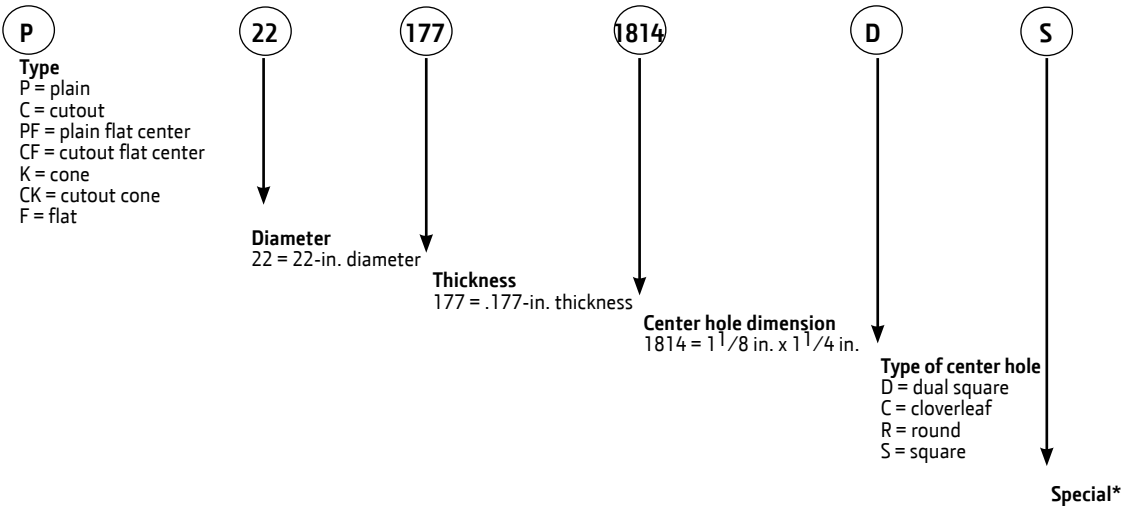 P 22 177 1814 D S
Type
P = plain
C = cutout
PF = plain flat center
CF = cutout flat center
K = cone
CK = cutout cone
F = flat
Diameter
22 = 22-in. diameter
Thickness
177 = .177-in. thickness
Center hole dimension
1814 = 1 1/8 in. x 1 1/4 in.
Type of center hole
D = dual square
C = cloverleaf
R = round
S = square
Special*